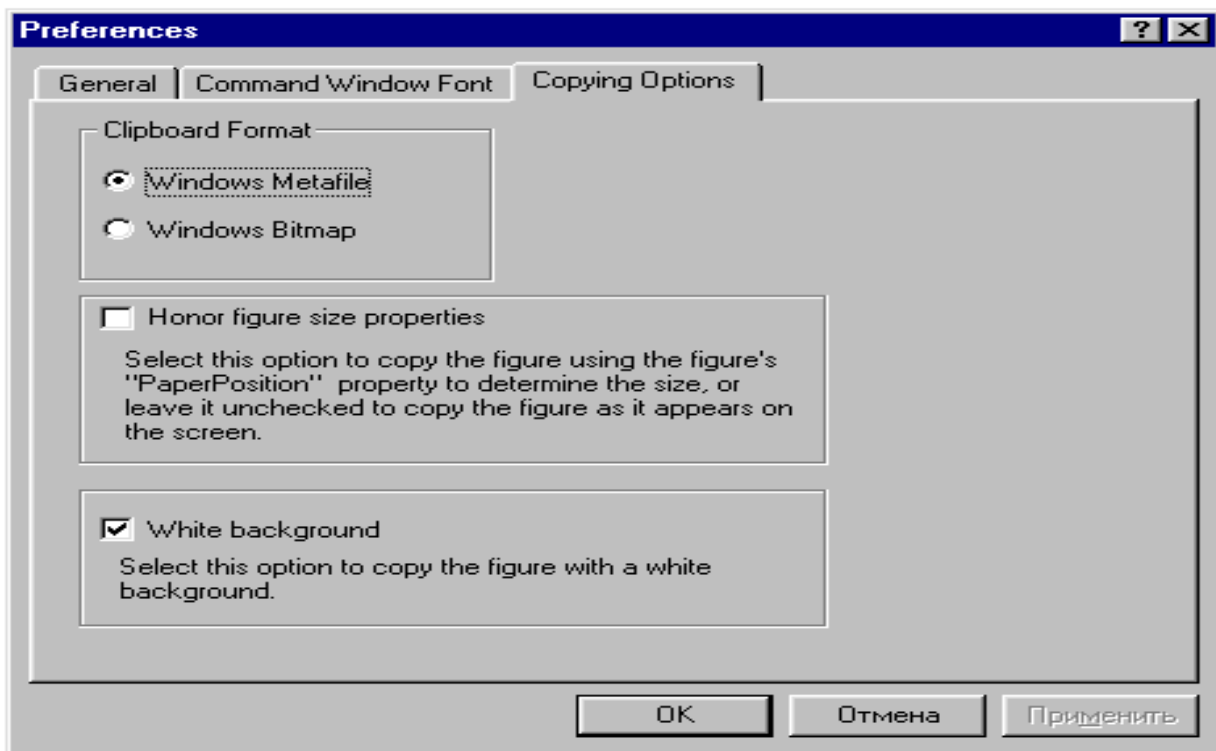 Preferences
General Command Window Font Copying Options
Clipboard Format
Windows Metafile
Windows Bitmap
Honor figure size properties
Select this option to copy the figure using the figure's
"PaperPosition" property to determine the size, or
leave it unchecked to copy the figure as it appears on
the screen.
White background
Select this option to copy the figure with a white
background.
OK Отмена Применить